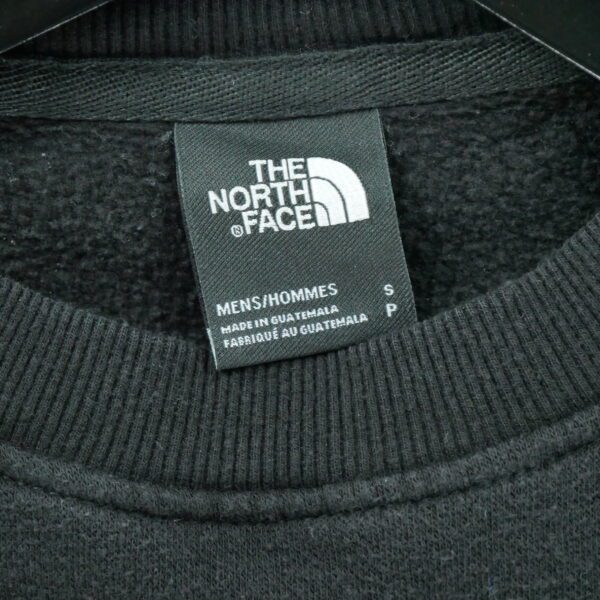 THE
NORTH
FACE
®
MENS/HOMMES S
MADE IN GUATEMALA P
FABRIQUÉ AU GUATEMALA